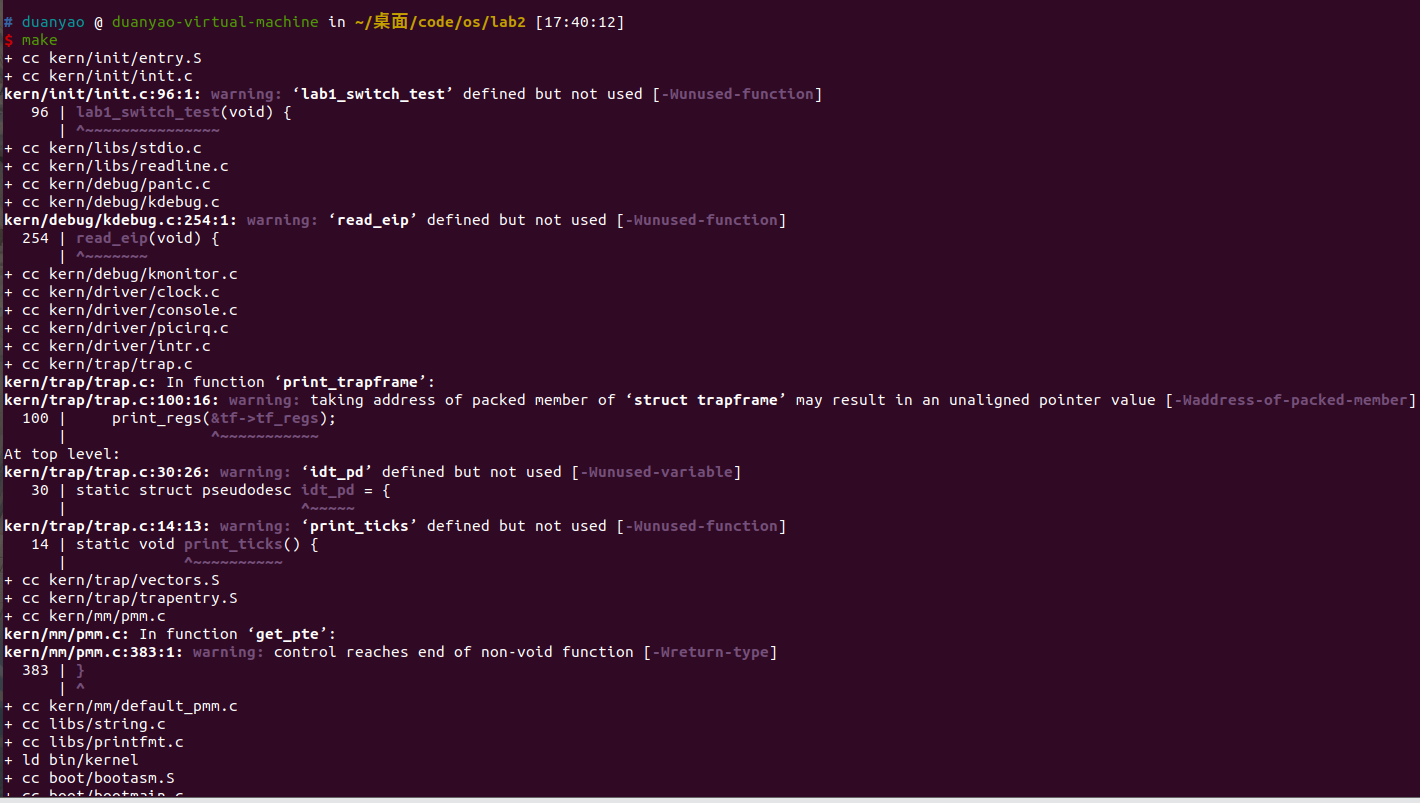 # duanyao @ duanyao-virtual-machine in ~/桌面/code/os/lab2 [17:40:12]
$ make
+ cc kern/init/entry.S
+ cc kern/init/init.c
kern/init/init.c:96:1: warning: ‘lab1_switch_test’ defined but not used [-Wunused-function]
   96 | lab1_switch_test(void) {
      | ^~~~~~~~~~~~~~~~
+ cc kern/libs/stdio.c
+ cc kern/libs/readline.c
+ cc kern/debug/panic.c
+ cc kern/debug/kdebug.c
kern/debug/kdebug.c:254:1: warning: ‘read_eip’ defined but not used [-Wunused-function]
  254 | read_eip(void) {
      | ^~~~~~~~
+ cc kern/debug/kmonitor.c
+ cc kern/driver/clock.c
+ cc kern/driver/console.c
+ cc kern/driver/picirq.c
+ cc kern/driver/intr.c
+ cc kern/trap/trap.c
kern/trap/trap.c: In function ‘print_trapframe’:
kern/trap/trap.c:100:16: warning: taking address of packed member of ‘struct trapframe’ may result in an unaligned pointer value [-Waddress-of-packed-member]
  100 |     print_regs(&tf->tf_regs);
      |                ^~~~~~~~~~~~
At top level:
kern/trap/trap.c:30:26: warning: ‘idt_pd’ defined but not used [-Wunused-variable]
   30 | static struct pseudodesc idt_pd = {
      |                          ^~~~~~
kern/trap/trap.c:14:13: warning: ‘print_ticks’ defined but not used [-Wunused-function]
   14 | static void print_ticks() {
      |             ^~~~~~~~~~~
+ cc kern/trap/vectors.S
+ cc kern/trap/trapentry.S
+ cc kern/mm/pmm.c
kern/mm/pmm.c: In function ‘get_pte’:
kern/mm/pmm.c:383:1: warning: control reaches end of non-void function [-Wreturn-type]
  383 | }
      | ^
+ cc kern/mm/default_pmm.c
+ cc libs/string.c
+ cc libs/printfmt.c
+ ld bin/kernel
+ cc boot/bootasm.S
+ cc boot/bootmain.c